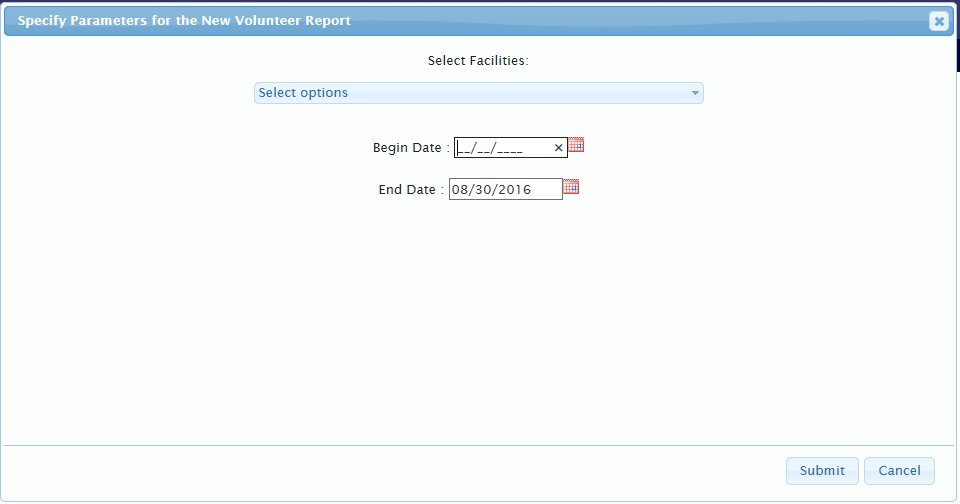 Specify Parameters for the New Volunteer Report
Select Facilities:
Select options
Begin Date : __/__/____
End Date : 08/30/2016
Submit Cancel